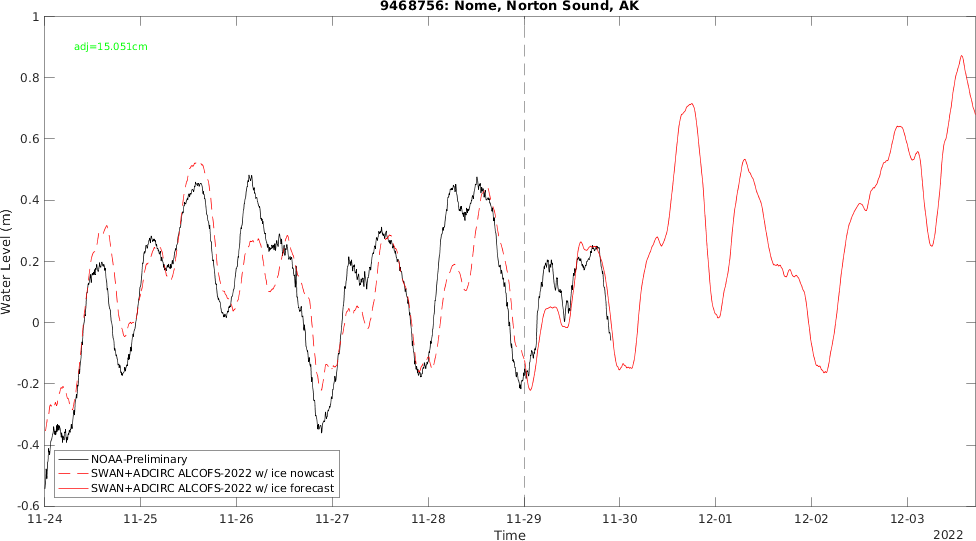 9468756: Nome, Norton Sound, AK
adj=15.051cm
1
0.8
0.6
0.4
0.2
0
-0.2
-0.4
-0.6
Water Level (m)
NOAA-Preliminary
SWAN+ADCIRC ALCOFS-2022 w/ ice nowcast
SWAN+ADCIRC ALCOFS-2022 w/ ice forecast
11-24 11-25 11-26 11-27 11-28 11-29 11-30 12-01 12-02 12-03
Time
2022